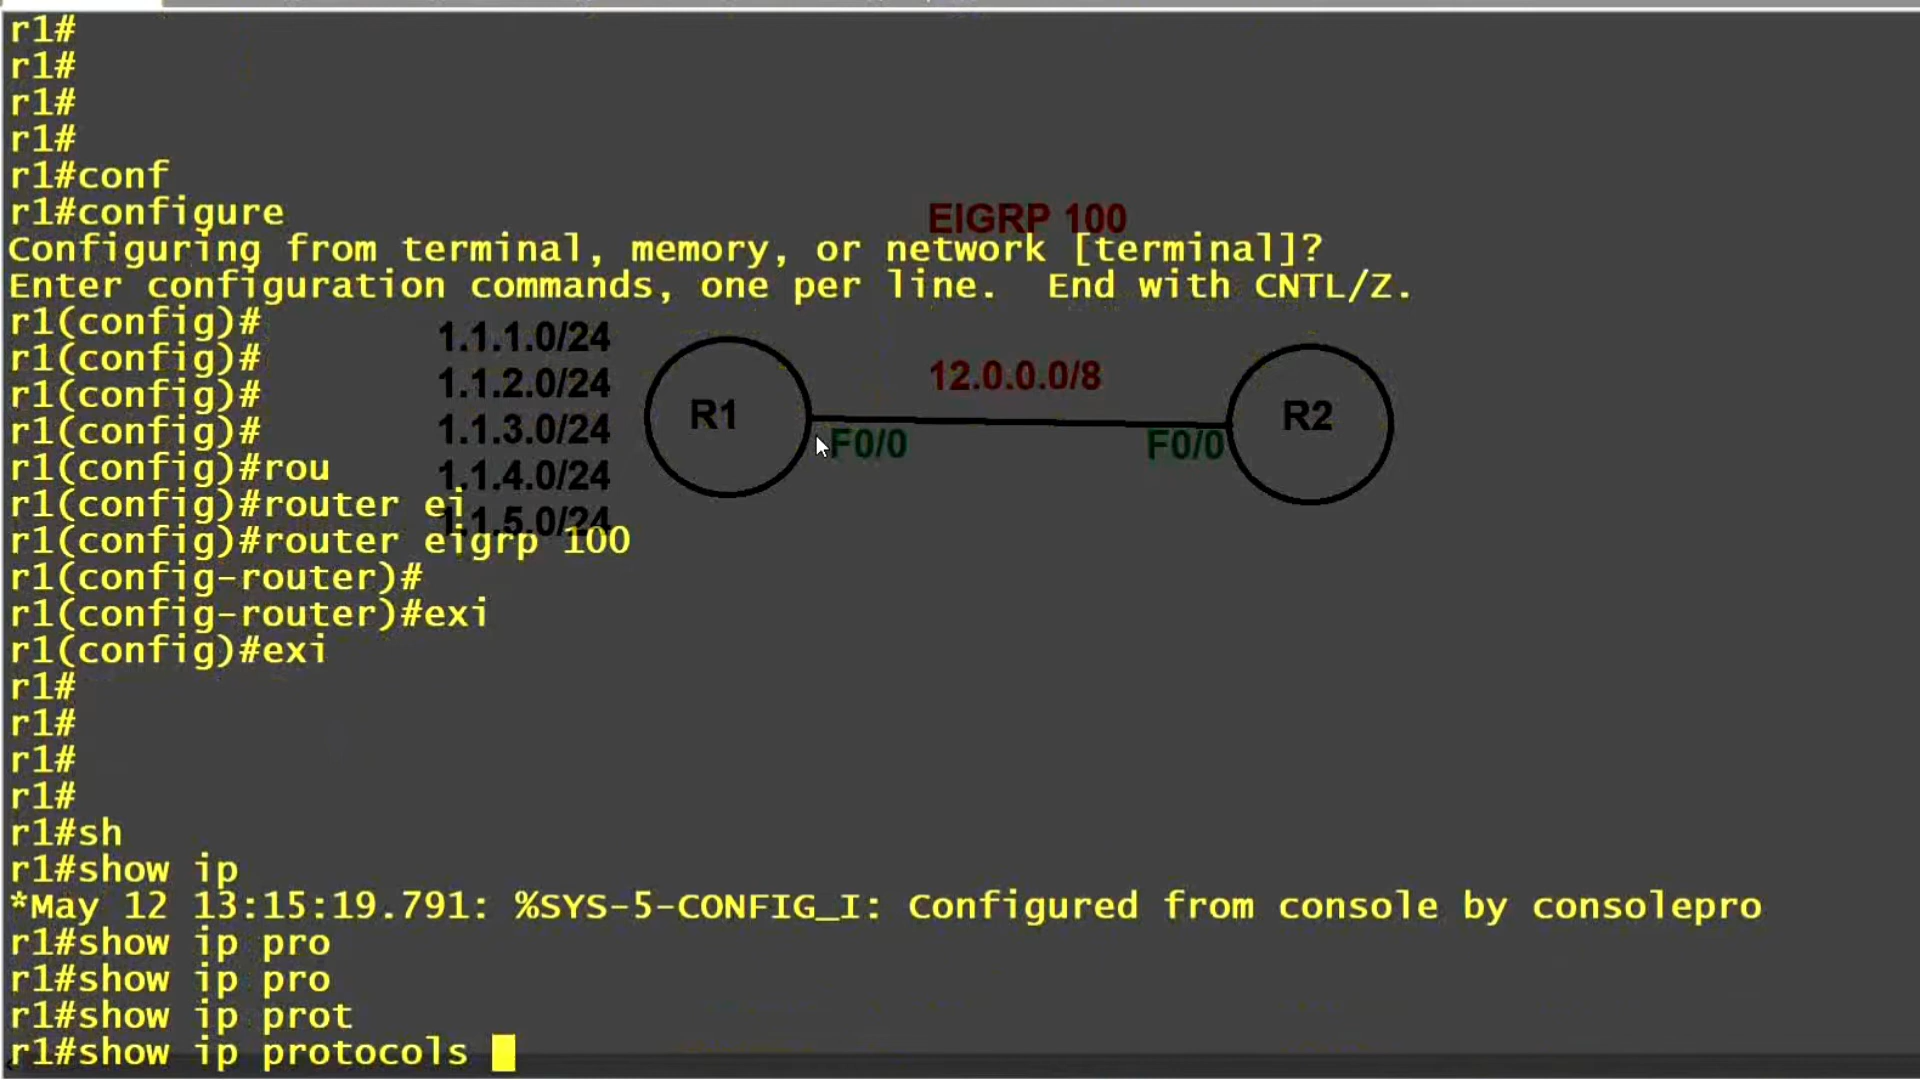 r1#
r1#
r1#
r1#
r1#conf
r1#configure
EIGRP 100
Configuring from terminal, memory, or network [terminal]?
Enter configuration commands, one per line.  End with CNTL/Z.
r1(config)#
1.1.1.0/24
r1(config)#
12.0.0.0/8
1.1.2.0/24
r1(config)#
R1
R2
r1(config)#
1.1.3.0/24
F0/0
F0/0
r1(config)#rou
1.1.4.0/24
r1(config)#router ei
1.1.5.0/24
r1(config)#router eigrp 100
r1(config-router)#
r1(config-router)#exi
r1(config)#exi
r1#
r1#
r1#
r1#
r1#sh
r1#show ip
*May 12 13:15:19.791: %SYS-5-CONFIG_I: Configured from console by consolepro
r1#show ip pro
r1#show ip pro
r1#show ip prot
r1#show ip protocols